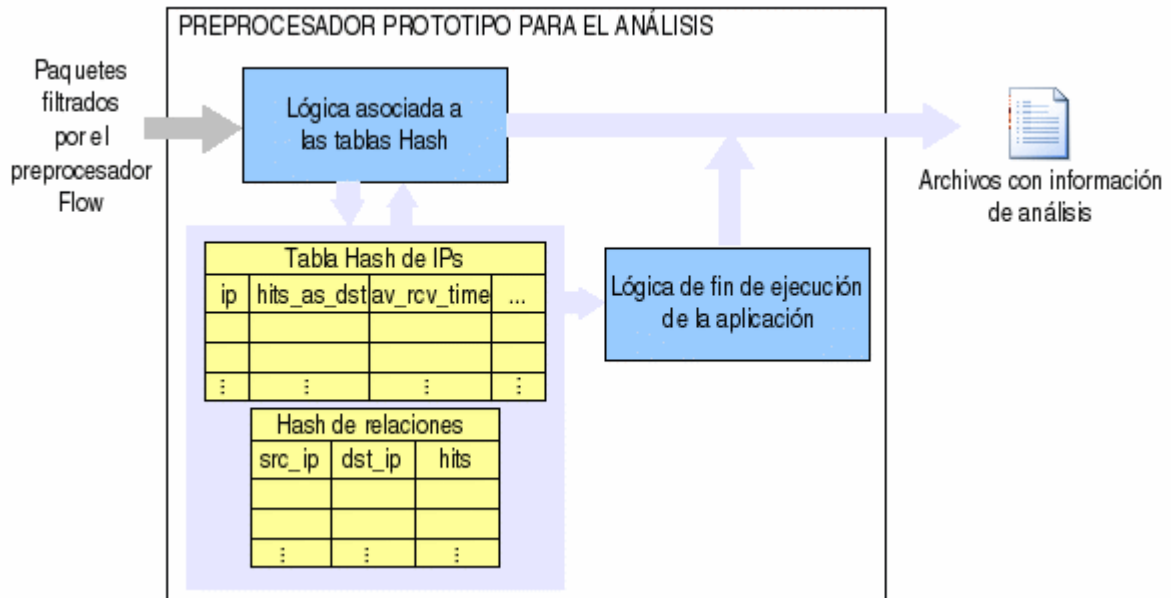 PREPROCESADOR PROTOTIPO PARA EL ANÁLISIS
Paquetes
filtrados
por el
preprocesador
Flow
Lógica asociada a
las tablas Hash
Archivos con información
de análisis
Tabla Hash de IPs
ip hits_as_dst av_rcv_time ...
⋮ ⋮ ⋮ ⋮
Lógica de fin de ejecución
de la aplicación
Hash de relaciones
src_ip dst_ip hits
⋮ ⋮ ⋮